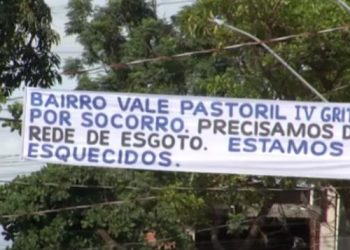 BAIRRO VALE PASTORIL IV GRIT
POR SOCORRO. PRECISAMOS D
REDE DE ESGOTO. ESTAMOS
ESQUECIDOS.